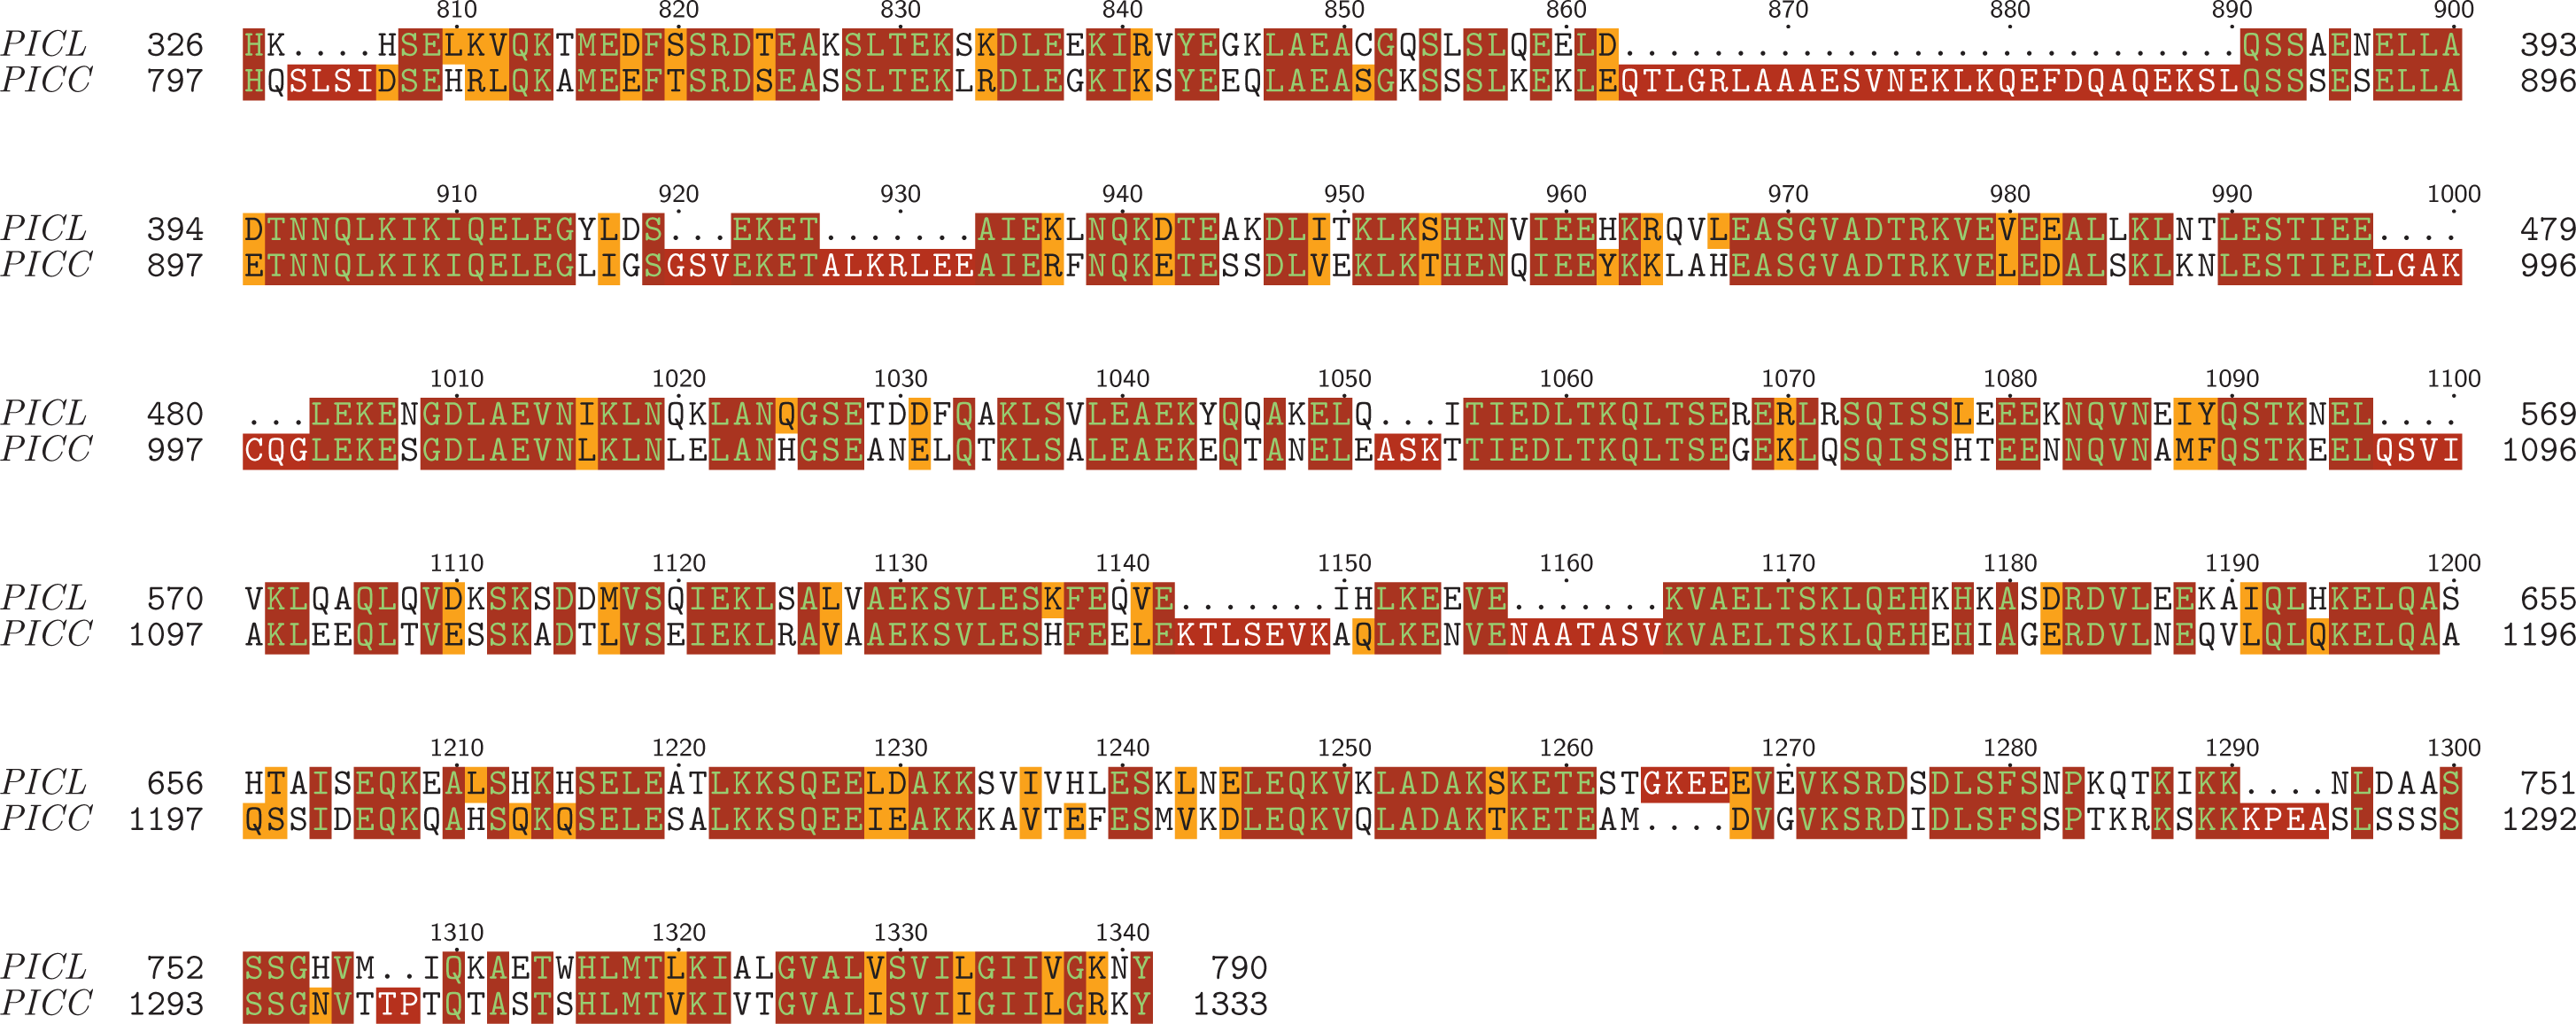 810 820 830 840 850 860 870 880 890 900
PICL 326 HK....HSELKVQKTMEDFSSRDTEAKSLTEKSKDLEEKIRVYEGKLAEACGQSLSLQEELD............................QSSAENELLA 393
PICC 797 HQSLSIDSEHRLQKAMEEFTSRDSEASSLTEKLRDLEGKIKSYEEQLAEASGKSSSLKEKLEQTLGRLAAAESVNEKLKQEFDQAQEKSLQSSSESELLA 896
910 920 930 940 950 960 970 980 990 1000
PICL 394 DTNNQLKIKIQELEGYLDS...EKET.......AIEKLNQKDTEAKDLITKLKSHENVIEEHKRQVLEASGVADTRKVEVEEALLKLNTLESTIEE.... 479
PICC 897 ETNNQLKIKIQELEGLIGSGSVEKETALKRLEEAIERFNQKETESSDLVEKLKTHENQIEEYKKLAHEASGVADTRKVELEDALSKLKNLESTIEELGAK 996
1010 1020 1030 1040 1050 1060 1070 1080 1090 1100
PICL 480 ...LEKENGDLAEVNIKLNQKLANQGSETDDFQAKLSVLEAEKYQQAKELQ...ITIEDLTKQLTSERERLRSQISSLEEEKNQVNEIYQSTKNEL.... 569
PICC 997 CQGLEKESGDLAEVNLKLNLELANHGSEANELQTKLSALEAEKEQTANELEASKTTIEDLTKQLTSEGEKLQSQISSHTEENNQVNAMFQSTKEELQSVI 1096
1110 1120 1130 1140 1150 1160 1170 1180 1190 1200
PICL 570 VKLQAQLQVDKSKSDDMVSQIEKLSALVAEKSVLESKFEQVE.......IHLKEEVE.......KVAELTSKLQEHKHKASDRDVLEEKAIQLHKELQAS 655
PICC 1097 AKLEEQLTVESSKADTLVSEIEKLRAVAAEKSVLESHFEELEKTLSEVKAQLKENVENAATASVKVAELTSKLQEHEHIAGERDVLNEQVLQLQKELQAA 1196
1210 1220 1230 1240 1250 1260 1270 1280 1290 1300
PICL 656 HTAISEQKEALSHKHSELEATLKKSQEELDAKKSVIVHLESKLNELEQKVKLADAKSKETESTGKEEEVEVKSRDSDLSFSNPKQTKIKK....NLDAAS 751
PICC 1197 QSSIDEQKQAHSQKQSELESALKKSQEEIEAKKKAVTEFESMVKDLEQKVQLADAKTKETEAM....DVGVKSRDIDLSFSSPTKRKSKKKPEASLSSSS 1292
1310 1320 1330 1340
PICL 752 SSGHVM..IQKAETWHLMTLKIALGVALVSVILGIIVGKNY 790
PICC 1293 SSGNVTTPTQTASTSHLMTVKIVTGVALISVIIGIILGRKY 1333